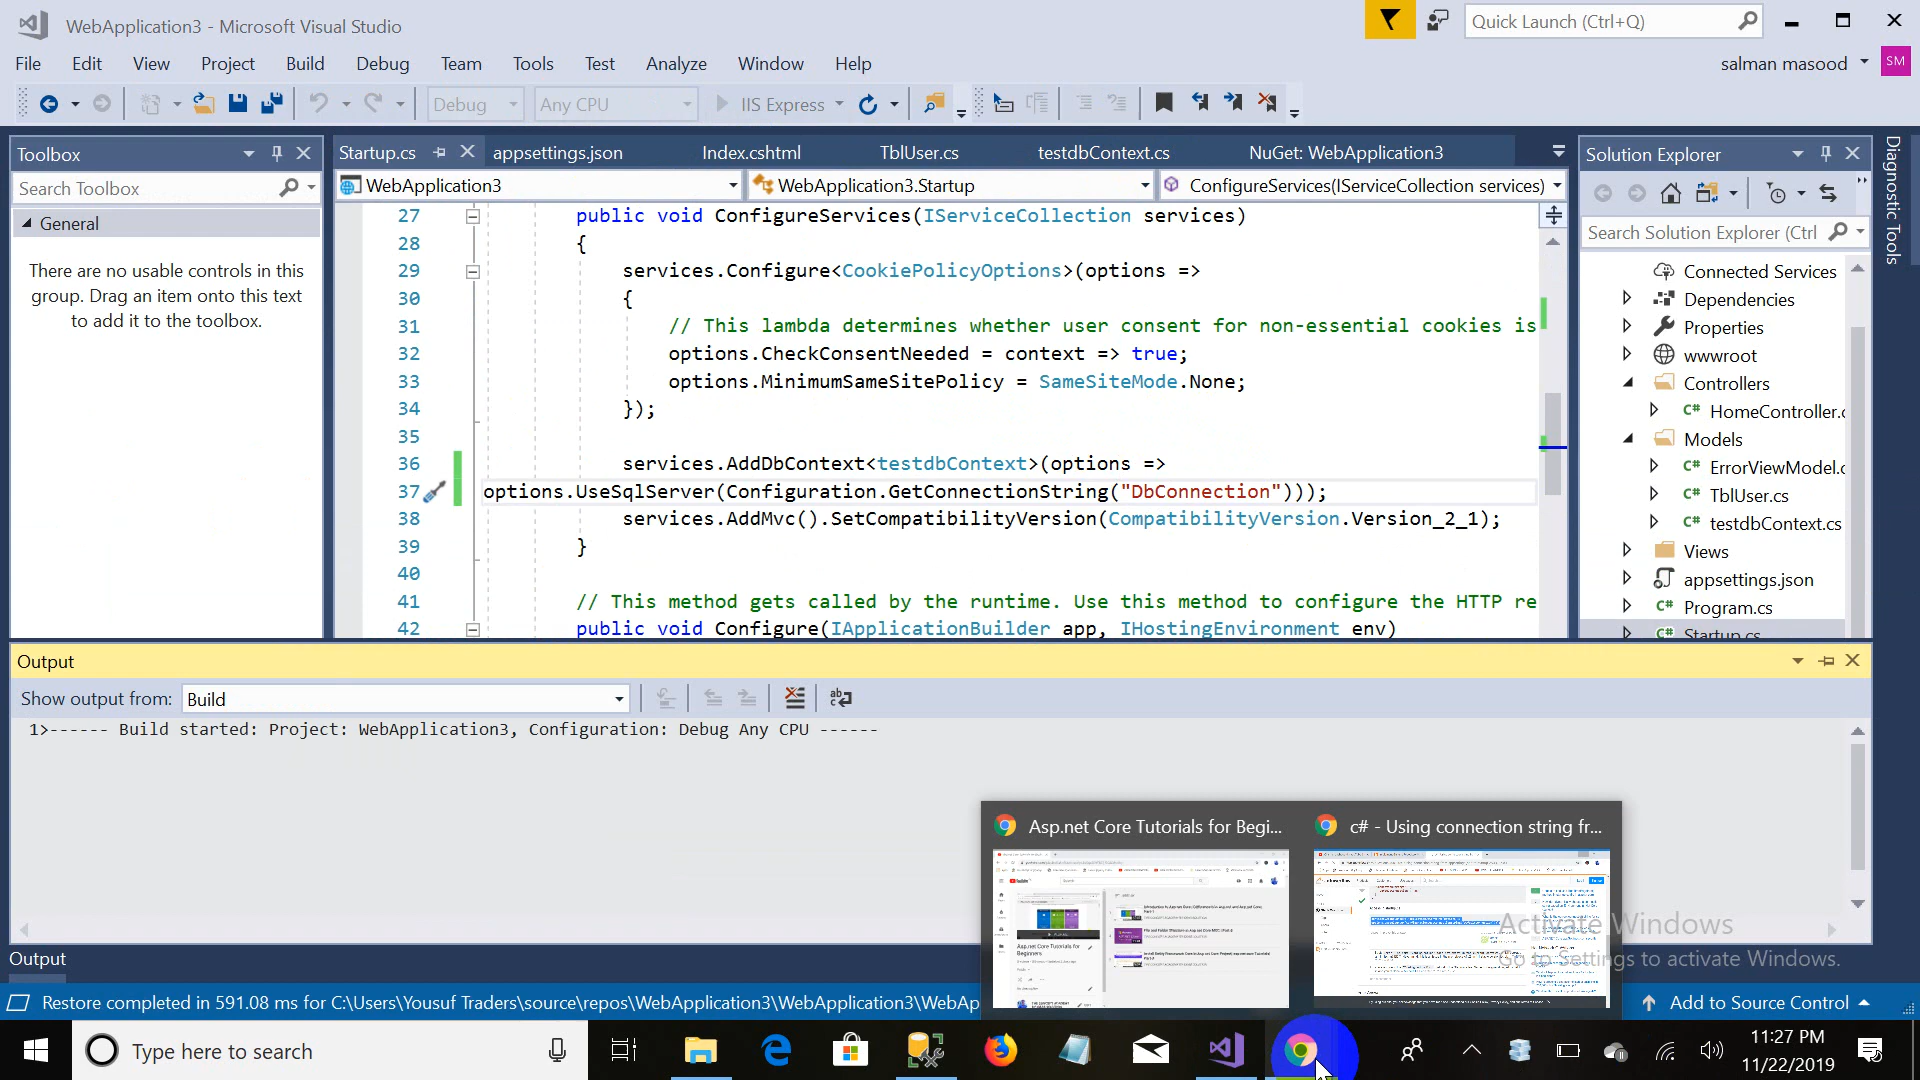 WebApplication3 - Microsoft Visual Studio
Quick Launch (Ctrl+Q)
File Edit View Project Build Debug Team Tools Test Analyze Window Help
salman masood
SM
Debug
Any CPU
IIS Express
Toolbox
Search Toolbox
General
There are no usable controls in this
group. Drag an item onto this text
to add it to the toolbox.
Startup.cs appsettings.json Index.cshtml TblUser.cs testdbContext.cs NuGet: WebApplication3
WebApplication3
WebApplication3.Startup
ConfigureServices(IServiceCollection services)
27 public void ConfigureServices(IServiceCollection services)
28 {
29 services.Configure<CookiePolicyOptions>(options =>
30 {
31 // This lambda determines whether user consent for non-essential cookies is
32 options.CheckConsentNeeded = context => true;
33 options.MinimumSameSitePolicy = SameSiteMode.None;
34 });
35
36 services.AddDbContext<testdbContext>(options =>
37 options.UseSqlServer(Configuration.GetConnectionString("DbConnection")));
38 services.AddMvc().SetCompatibilityVersion(CompatibilityVersion.Version_2_1);
39 }
40
41 // This method gets called by the runtime. Use this method to configure the HTTP re
42 public void Configure(IApplicationBuilder app, IHostingEnvironment env)
Solution Explorer
Search Solution Explorer (Ctrl
Connected Services
Dependencies
Properties
wwwroot
Controllers
C# HomeController.c
Models
C# ErrorViewModel.c
C# TblUser.cs
C# testdbContext.cs
Views
appsettings.json
C# Program.cs
C# Startup.cs
Diagnostic Tools
Output
Show output from: Build
1>------ Build started: Project: WebApplication3, Configuration: Debug Any CPU ------
Asp.net Core Tutorials for Begi...
c# - Using connection string fr...
Asp.net Core Tutorials for
Beginners
Activate Windows
Go to Settings to activate Windows.
Output
Restore completed in 591.08 ms for C:\Users\Yousuf Traders\source\repos\WebApplication3\WebApplication3\WebAp
Add to Source Control
Type here to search
11:27 PM
11/22/2019